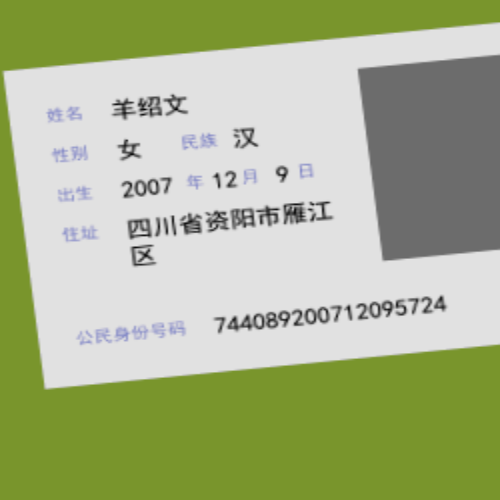 姓名 羊绍文
性别 女 民族 汉
出生 2007 年 12 月 9 日
住址 四川省资阳市雁江
区
公民身份号码 744089200712095724